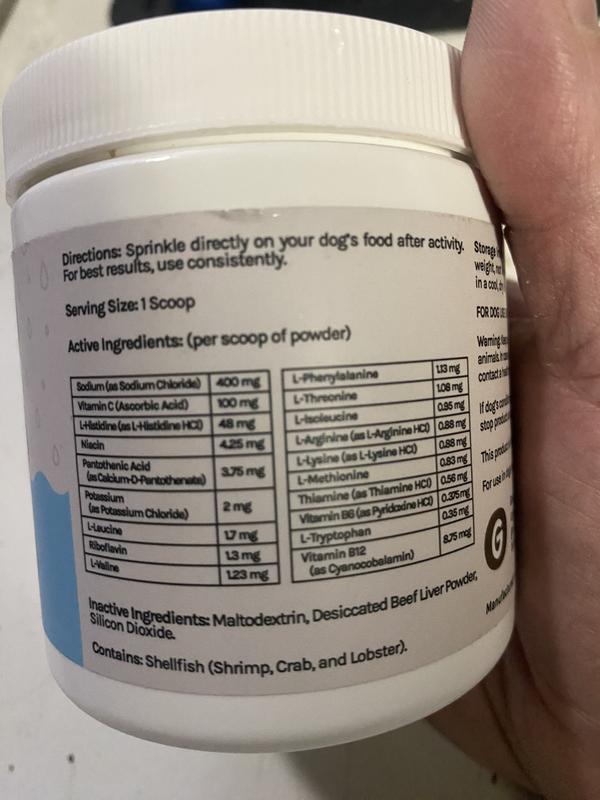 Directions: Sprinkle directly on your dog's food after activity.
For best results, use consistently.
Serving Size: 1 Scoop
Active Ingredients: (per scoop of powder)
Sodium (as Sodium Chloride) 400 mg
Vitamin C (Ascorbic Acid) 100 mg
L-Histidine (as L-Histidine HCl) 48 mg
Niacin 4.25 mg
Pantothenic Acid
(as Calcium-D-Pantothenate) 3.75 mg
Potassium
(as Potassium Chloride) 2 mg
L-Leucine 1.7 mg
Riboflavin 1.3 mg
L-Valine 1.23 mg
L-Phenylalanine 1.13 mg
L-Threonine 1.08 mg
L-Isoleucine 0.95 mg
L-Arginine (as L-Arginine HCl) 0.88 mg
L-Lysine (as L-Lysine HCl) 0.88 mg
L-Methionine 0.83 mg
Thiamine (as Thiamine HCl) 0.56 mg
Vitamin B6 (as Pyridoxine HCl) 0.375mg
L-Tryptophan 0.35 mg
Vitamin B12
(as Cyanocobalamin) 8.75 mcg
Inactive Ingredients: Maltodextrin, Desiccated Beef Liver Powder,
Silicon Dioxide.
Contains: Shellfish (Shrimp, Crab, and Lobster).
Storage
weight,
in a cool,
FOR DOG
Warning:
animals.
contact a
If dog's
stop
This
For use in
G